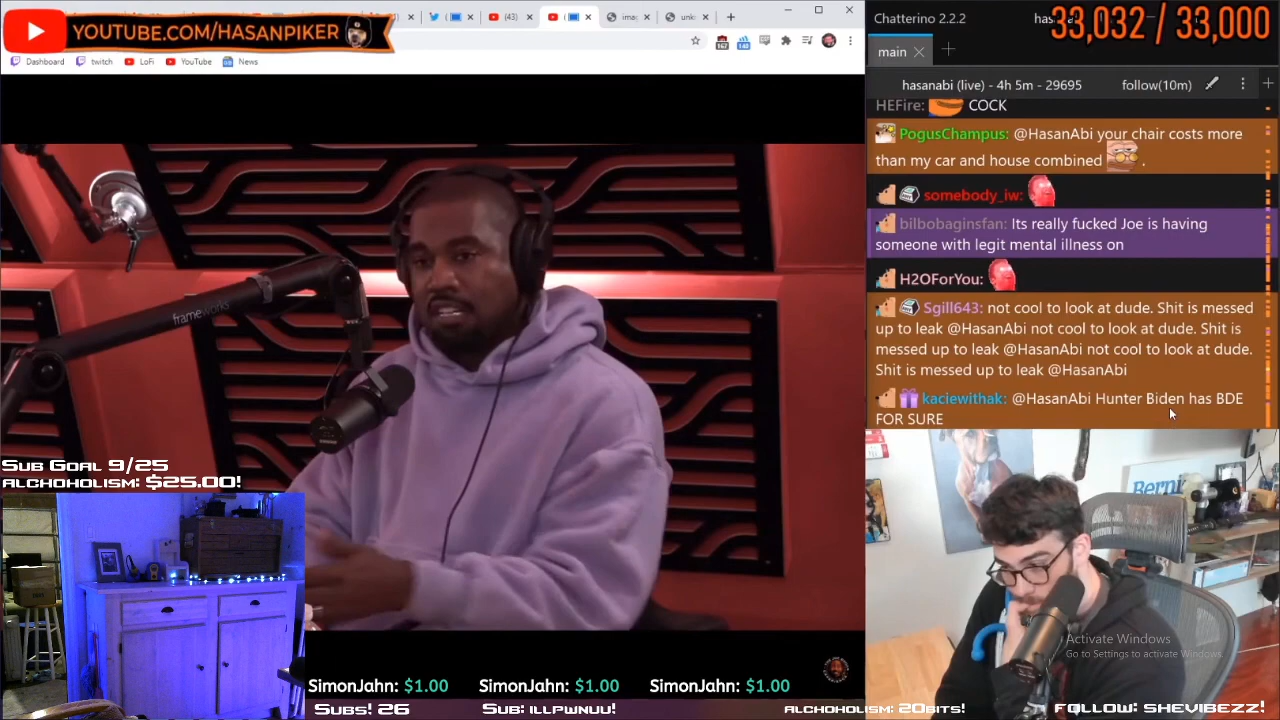 (43)
ima
unk
YOUTUBE.COM/HASANPIKER
Dashboard
twitch
LoFi
YouTube
News
167
Chatterino 2.2.2
33,032 / 33,000
main
hasanabi (live) - 4h 5m - 29695
follow(10m)
HEFire: COCK
PogusChampus: @HasanAbi your chair costs more
than my car and house combined .
somebody_iw:
bilbobaginsfan: Its really fucked Joe is having
someone with legit mental illness on
H2OForYou:
Sgill643: not cool to look at dude. Shit is messed
up to leak @HasanAbi not cool to look at dude. Shit is
messed up to leak @HasanAbi not cool to look at dude.
Shit is messed up to leak @HasanAbi
kaciewithak: @HasanAbi Hunter Biden has BDE
FOR SURE
frameworks
Sub Goal 9/25
alchoholism: $25.00!
Berni
Activate Windows
Go to Settings to activate Windows.
SimonJahn: $1.00 SimonJahn: $1.00 SimonJahn: $1.00
Subs! 26
Sub: illpwnuu!
alchoholism: 20bits!
Follow: shevibezz!